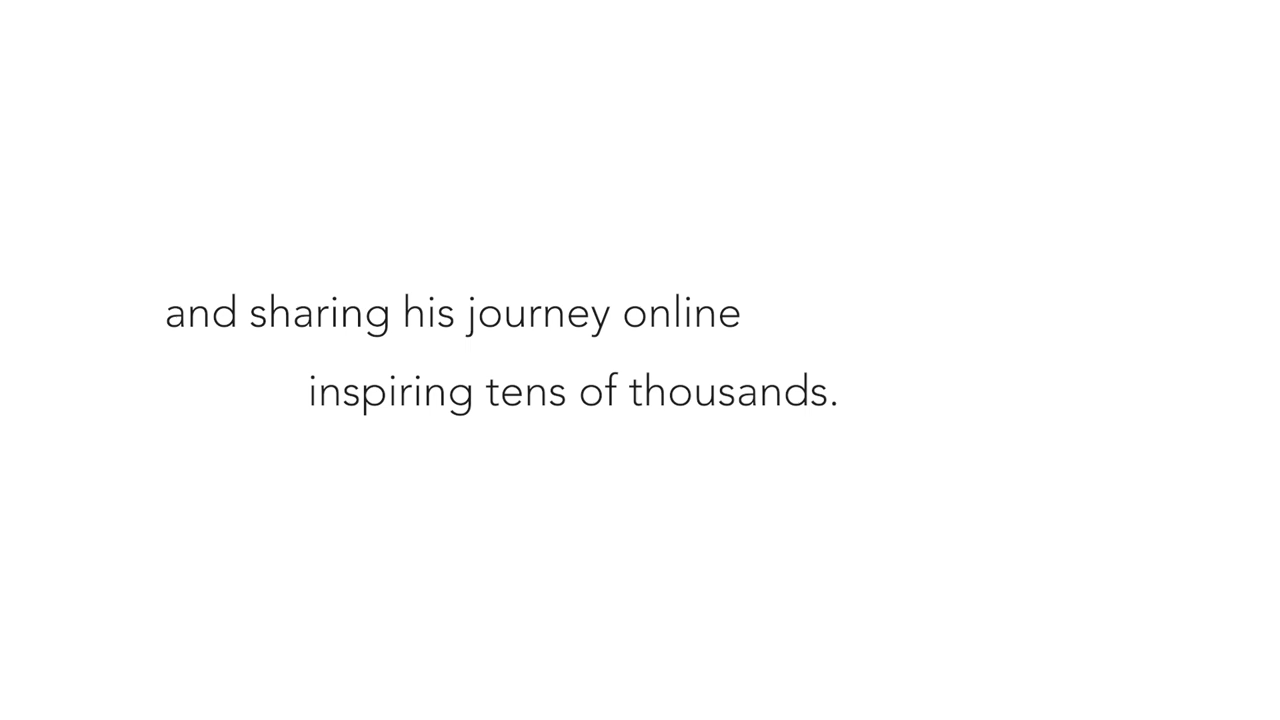 and sharing his journey online
inspiring tens of thousands.